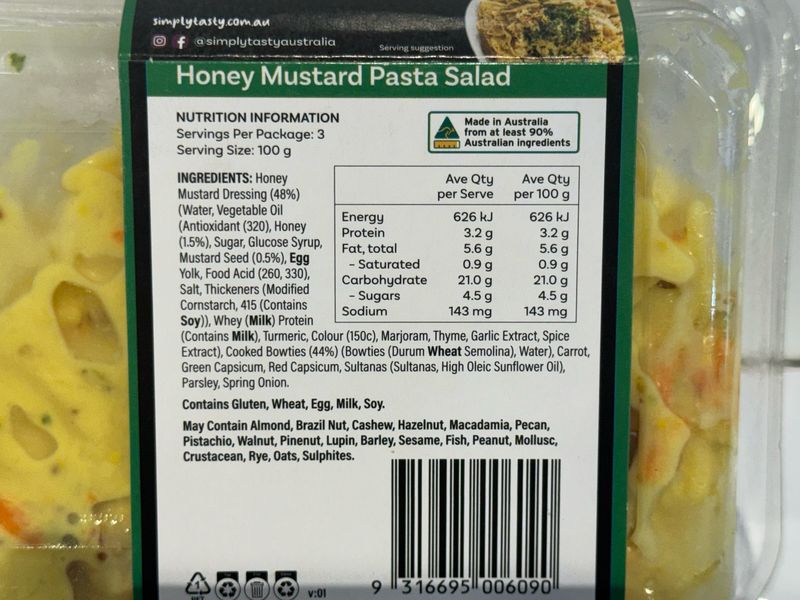 simplytasty.com.au
@simplytastyaustralia
Serving suggestion
Honey Mustard Pasta Salad
NUTRITION INFORMATION
Servings Per Package: 3
Serving Size: 100 g
Made in Australia
from at least 90%
Australian ingredients
INGREDIENTS: Honey
Mustard Dressing (48%)
(Water, Vegetable Oil
(Antioxidant (320), Honey
(1.5%), Sugar, Glucose Syrup,
Mustard Seed (0.5%), Egg
Yolk, Food Acid (260, 330),
Salt, Thickeners (Modified
Cornstarch, 415 (Contains
Soy)), Whey (Milk) Protein
(Contains Milk), Turmeric, Colour (150c), Marjoram, Thyme, Garlic Extract, Spice
Extract), Cooked Bowties (44%) (Bowties (Durum Wheat Semolina), Water), Carrot,
Green Capsicum, Red Capsicum, Sultanas (Sultanas, High Oleic Sunflower Oil),
Parsley, Spring Onion.
Ave Qty Ave Qty
per Serve per 100 g
Energy 626 kJ 626 kJ
Protein 3.2 g 3.2 g
Fat, total 5.6 g 5.6 g
- Saturated 0.9 g 0.9 g
Carbohydrate 21.0 g 21.0 g
- Sugars 4.5 g 4.5 g
Sodium 143 mg 143 mg
Contains Gluten, Wheat, Egg, Milk, Soy.
May Contain Almond, Brazil Nut, Cashew, Hazelnut, Macadamia, Pecan,
Pistachio, Walnut, Pinenut, Lupin, Barley, Sesame, Fish, Peanut, Mollusc,
Crustacean, Rye, Oats, Sulphites.
v:01
9 316695 006090